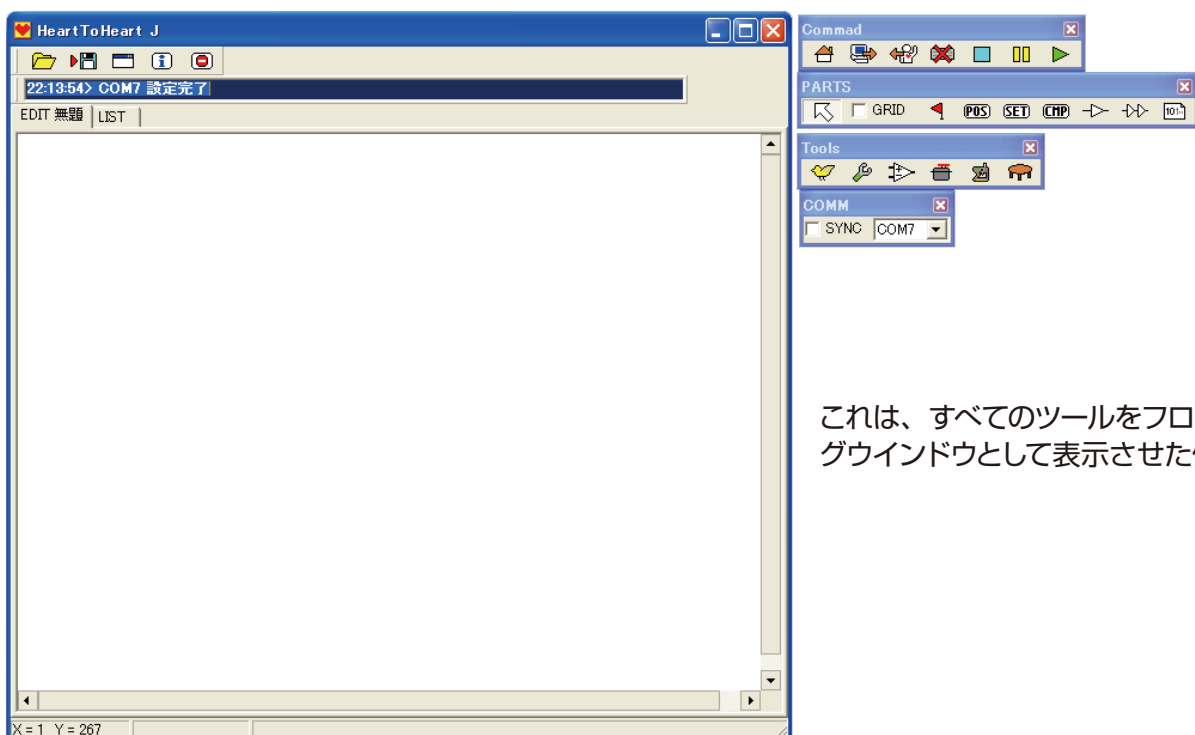 HeartToHeart J
22:13:54> COM7 設定完了
EDIT 無題 LIST
X = 1 Y = 267
Commad
PARTS
GRID POS SET CMP 101..
Tools
COMM
SYNC COM7
これは、すべてのツールをフロ
グウインドウとして表示させた